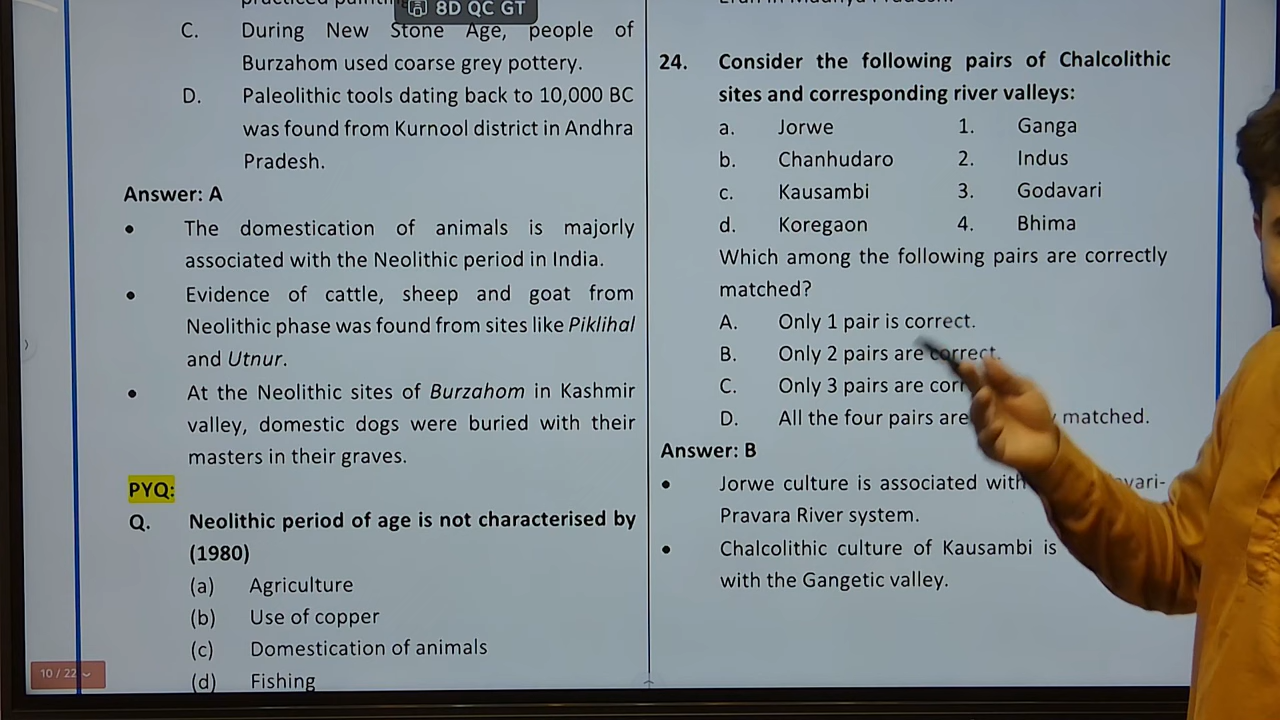 8D QC GT
C. During New Stone Age, people of
Burzahom used coarse grey pottery.
D. Paleolithic tools dating back to 10,000 BC
was found from Kurnool district in Andhra
Pradesh.
Answer: A
• The domestication of animals is majorly
associated with the Neolithic period in India.
• Evidence of cattle, sheep and goat from
Neolithic phase was found from sites like Piklihal
and Utnur.
• At the Neolithic sites of Burzahom in Kashmir
valley, domestic dogs were buried with their
masters in their graves.
PYQ:
Q. Neolithic period of age is not characterised by
(1980)
(a) Agriculture
(b) Use of copper
(c) Domestication of animals
(d) Fishing
10 / 22
24. Consider the following pairs of Chalcolithic
sites and corresponding river valleys:
a. Jorwe 1. Ganga
b. Chanhudaro 2. Indus
c. Kausambi 3. Godavari
d. Koregaon 4. Bhima
Which among the following pairs are correctly
matched?
A. Only 1 pair is correct.
B. Only 2 pairs are correct.
C. Only 3 pairs are
D. All the four pairs are matched.
Answer: B
• Jorwe culture is associated with
Pravara River system.
• Chalcolithic culture of Kausambi is
with the Gangetic valley.